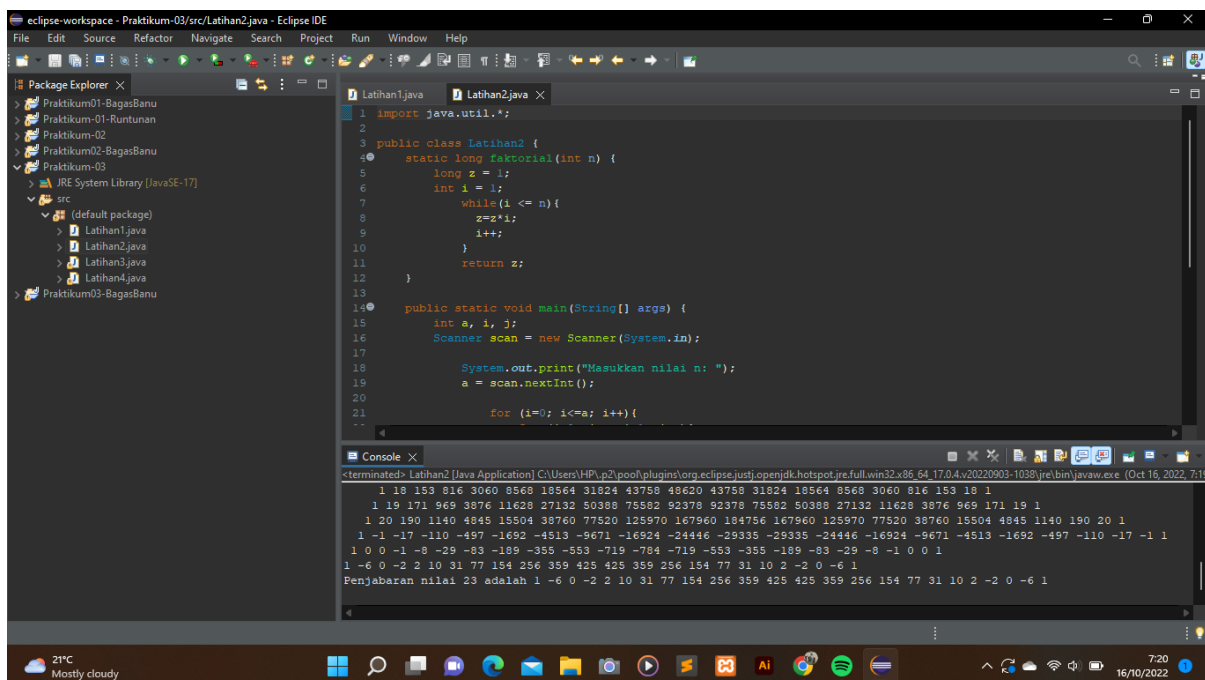 eclipse-workspace - Praktikum-03/src/Latihan2.java - Eclipse IDE
File Edit Source Refactor Navigate Search Project Run Window Help
Package Explorer
Praktikum01-BagasBanu
Praktikum-01-Runtunan
Praktikum-02
Praktikum02-BagasBanu
Praktikum-03
JRE System Library [JavaSE-17]
src
(default package)
Latihan1.java
Latihan2.java
Latihan3.java
Latihan4.java
Praktikum03-BagasBanu
Latihan1.java Latihan2.java
1 import java.util.*;
2
3 public class Latihan2 {
4 static long faktorial(int n) {
5 long z = 1;
6 int i = 1;
7 while(i <= n){
8 z=z*i;
9 i++;
10 }
11 return z;
12 }
13
14 public static void main(String[] args) {
15 int a, i, j;
16 Scanner scan = new Scanner(System.in);
17
18 System.out.print("Masukkan nilai n: ");
19 a = scan.nextInt();
20
21 for (i=0; i<=a; i++){
Console
<terminated> Latihan2 [Java Application] C:\Users\HP\.p2\pool\plugins\org.eclipse.justj.openjdk.hotspot.jre.full.win32.x86_64_17.0.4.v20220903-1038\jre\bin\javaw.exe (Oct 16, 2022, 7:19
1 18 153 816 3060 8568 18564 31824 43758 48620 43758 31824 18564 8568 3060 816 153 18 1
1 19 171 969 3876 11628 27132 50388 75582 92378 92378 75582 50388 27132 11628 3876 969 171 19 1
1 20 190 1140 4845 15504 38760 77520 125970 167960 184756 167960 125970 77520 38760 15504 4845 1140 190 20 1
1 -1 -17 -110 -497 -1692 -4513 -9671 -16924 -24446 -29335 -29335 -24446 -16924 -9671 -4513 -1692 -497 -110 -17 -1 1
1 0 0 -1 -8 -29 -83 -189 -355 -553 -719 -784 -719 -553 -355 -189 -83 -29 -8 -1 0 0 1
1 -6 0 -2 2 10 31 77 154 256 359 425 425 359 256 154 77 31 10 2 -2 0 -6 1
Penjabaran nilai 23 adalah 1 -6 0 -2 2 10 31 77 154 256 359 425 425 359 256 154 77 31 10 2 -2 0 -6 1
21°C
Mostly cloudy
Ai
7:20
16/10/2022
1